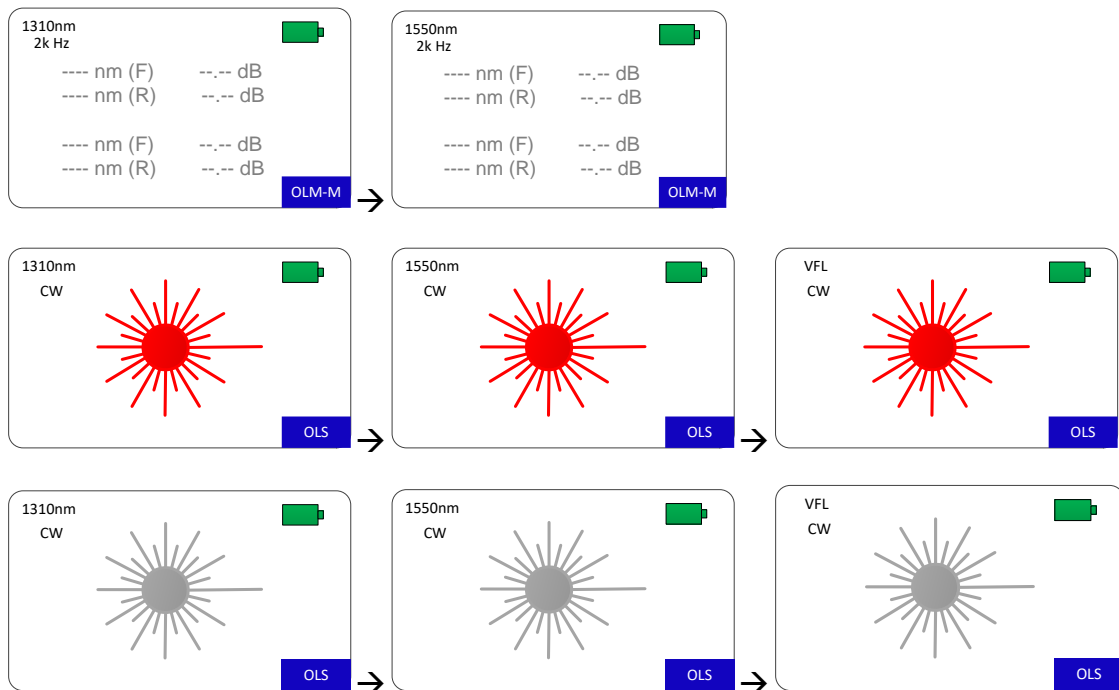 1310nm
2k Hz
---- nm (F) --.-- dB
---- nm (R) --.-- dB
---- nm (F) --.-- dB
---- nm (R) --.-- dB
OLM-M
1550nm
2k Hz
---- nm (F) --.-- dB
---- nm (R) --.-- dB
---- nm (F) --.-- dB
---- nm (R) --.-- dB
OLM-M
1310nm
CW
OLS
1550nm
CW
OLS
VFL
CW
OLS
1310nm
CW
OLS
1550nm
CW
OLS
VFL
CW
OLS